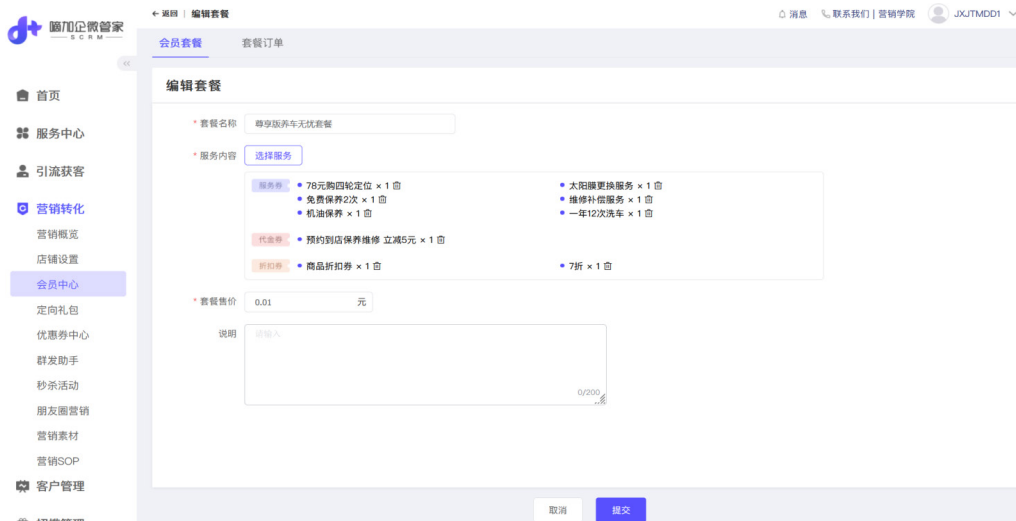 嘀加企微管家
SCRM
← 返回 | 编辑套餐
消息 联系我们 | 营销学院 JXJTMDD1
会员套餐 套餐订单
«
首页
服务中心
引流获客
营销转化
营销概览
店铺设置
会员中心
定向礼包
优惠券中心
群发助手
秒杀活动
朋友圈营销
营销素材
营销SOP
客户管理
编辑套餐
* 套餐名称 尊享版养车无忧套餐
* 服务内容 选择服务
服务券 • 78元购四轮定位 × 1 • 太阳膜更换服务 × 1
• 免费保养2次 × 1 • 维修补偿服务 × 1
• 机油保养 × 1 • 一年12次洗车 × 1
代金券 • 预约到店保养维修 立减5元 × 1
折扣券 • 商品折扣券 × 1 • 7折 × 1
* 套餐售价 0.01 元
说明 请输入
0/200
取消 提交